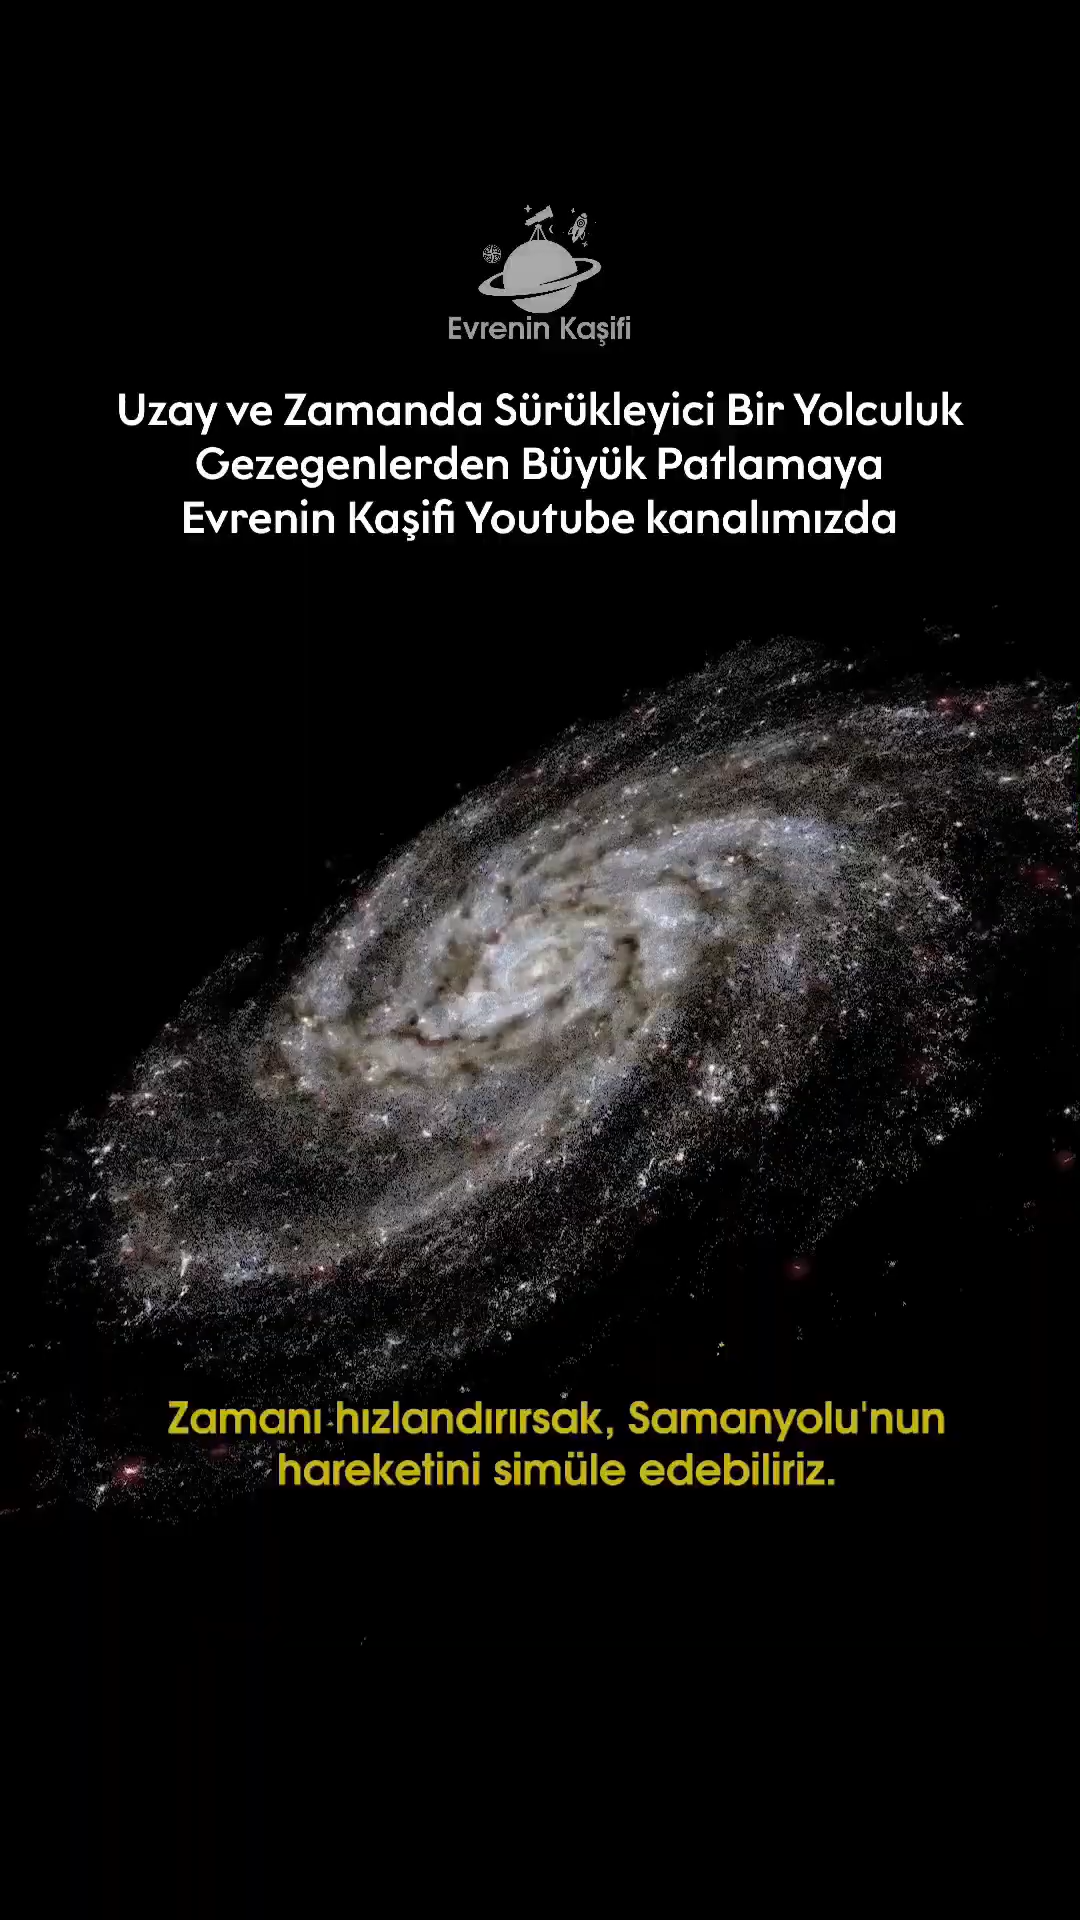 Evrenin Kaşifi
Uzay ve Zamanda Sürükleyici Bir Yolculuk
Gezegenlerden Büyük Patlamaya
Evrenin Kaşifi Youtube kanalımızda
Zamanı hızlandırırsak, Samanyolu'nun
hareketini simüle edebiliriz.